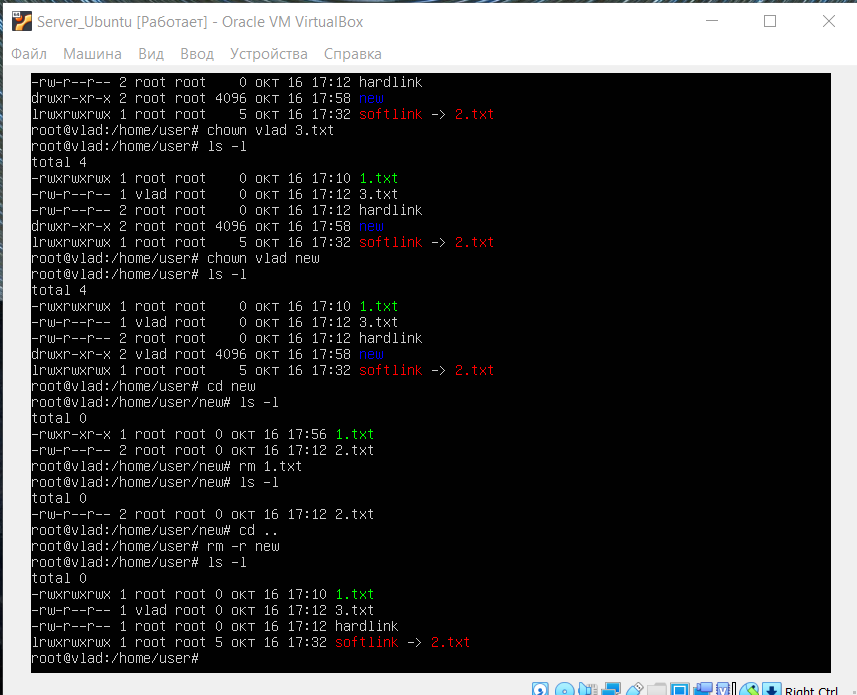 Server_Ubuntu [Работает] - Oracle VM VirtualBox
Файл Машина Вид Ввод Устройства Справка
-rw-r--r-- 2 root root    0 окт 16 17:12 hardlink
drwxr-xr-x 2 root root 4096 окт 16 17:58 new
lrwxrwxrwx 1 root root    5 окт 16 17:32 softlink -> 2.txt
root@vlad:/home/user# chown vlad 3.txt
root@vlad:/home/user# ls -l
total 4
-rwxrwxrwx 1 root root    0 окт 16 17:10 1.txt
-rw-r--r-- 1 vlad root    0 окт 16 17:12 3.txt
-rw-r--r-- 2 root root    0 окт 16 17:12 hardlink
drwxr-xr-x 2 root root 4096 окт 16 17:58 new
lrwxrwxrwx 1 root root    5 окт 16 17:32 softlink -> 2.txt
root@vlad:/home/user# chown vlad new
root@vlad:/home/user# ls -l
total 4
-rwxrwxrwx 1 root root    0 окт 16 17:10 1.txt
-rw-r--r-- 1 vlad root    0 окт 16 17:12 3.txt
-rw-r--r-- 2 root root    0 окт 16 17:12 hardlink
drwxr-xr-x 2 vlad root 4096 окт 16 17:58 new
lrwxrwxrwx 1 root root    5 окт 16 17:32 softlink -> 2.txt
root@vlad:/home/user# cd new
root@vlad:/home/user/new# ls -l
total 0
-rwxr-xr-x 1 root root 0 окт 16 17:56 1.txt
-rw-r--r-- 2 root root 0 окт 16 17:12 2.txt
root@vlad:/home/user/new# rm 1.txt
root@vlad:/home/user/new# ls -l
total 0
-rw-r--r-- 2 root root 0 окт 16 17:12 2.txt
root@vlad:/home/user/new# cd ..
root@vlad:/home/user# rm -r new
root@vlad:/home/user# ls -l
total 0
-rwxrwxrwx 1 root root 0 окт 16 17:10 1.txt
-rw-r--r-- 1 vlad root 0 окт 16 17:12 3.txt
-rw-r--r-- 1 root root 0 окт 16 17:12 hardlink
lrwxrwxrwx 1 root root 5 окт 16 17:32 softlink -> 2.txt
root@vlad:/home/user#
Right Ctrl